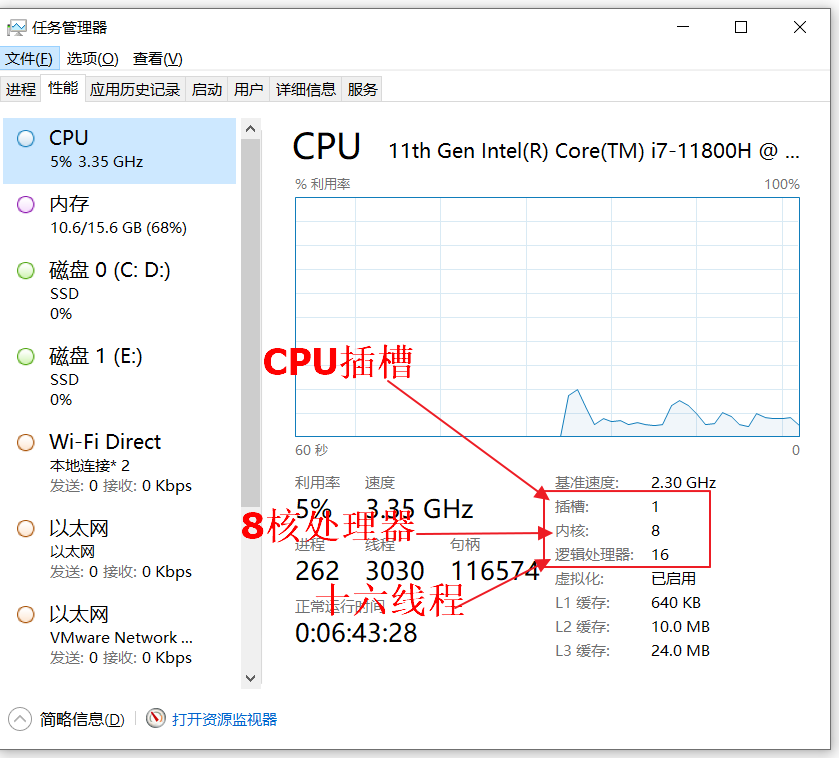 任务管理器
文件(F) 选项(O) 查看(V)
进程 性能 应用历史记录 启动 用户 详细信息 服务
CPU
5% 3.35 GHz
内存
10.6/15.6 GB (68%)
磁盘 0 (C: D:)
SSD
0%
磁盘 1 (E:)
SSD
0%
Wi-Fi Direct
本地连接* 2
发送: 0 接收: 0 Kbps
以太网
以太网
发送: 0 接收: 0 Kbps
以太网
VMware Network ...
发送: 0 接收: 0 Kbps
CPU 11th Gen Intel(R) Core(TM) i7-11800H @ ...
% 利用率 100%
CPU插槽
60 秒 0
利用率 速度
5% 3.35 GHz
8核处理器
进程 线程 句柄
262 3030 116574
十六线程
正常运行时间
0:06:43:28
基准速度: 2.30 GHz
插槽: 1
内核: 8
逻辑处理器: 16
虚拟化: 已启用
L1 缓存: 640 KB
L2 缓存: 10.0 MB
L3 缓存: 24.0 MB
简略信息(D) 打开资源监视器